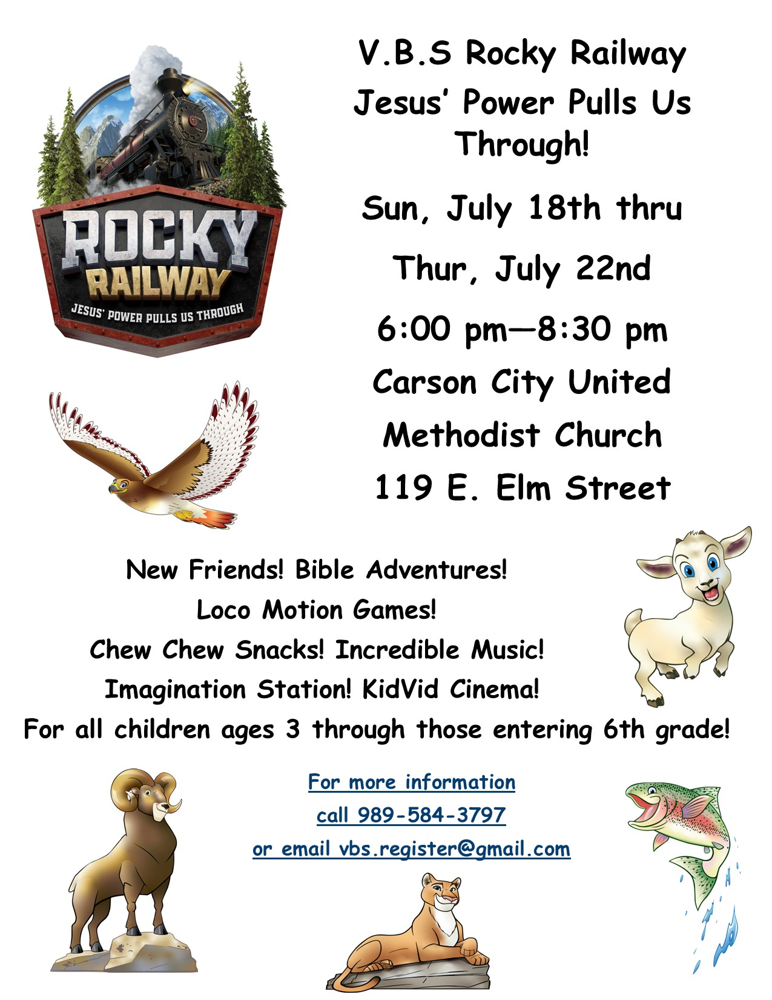 V.B.S Rocky Railway
Jesus’ Power Pulls Us
Through!
Sun, July 18th thru
Thur, July 22nd
6:00 pm—8:30 pm
Carson City United
Methodist Church
119 E. Elm Street
ROCKY
RAILWAY
JESUS’ POWER PULLS US THROUGH
New Friends! Bible Adventures!
Loco Motion Games!
Chew Chew Snacks! Incredible Music!
Imagination Station! KidVid Cinema!
For all children ages 3 through those entering 6th grade!
For more information
call 989-584-3797
or email vbs.register@gmail.com